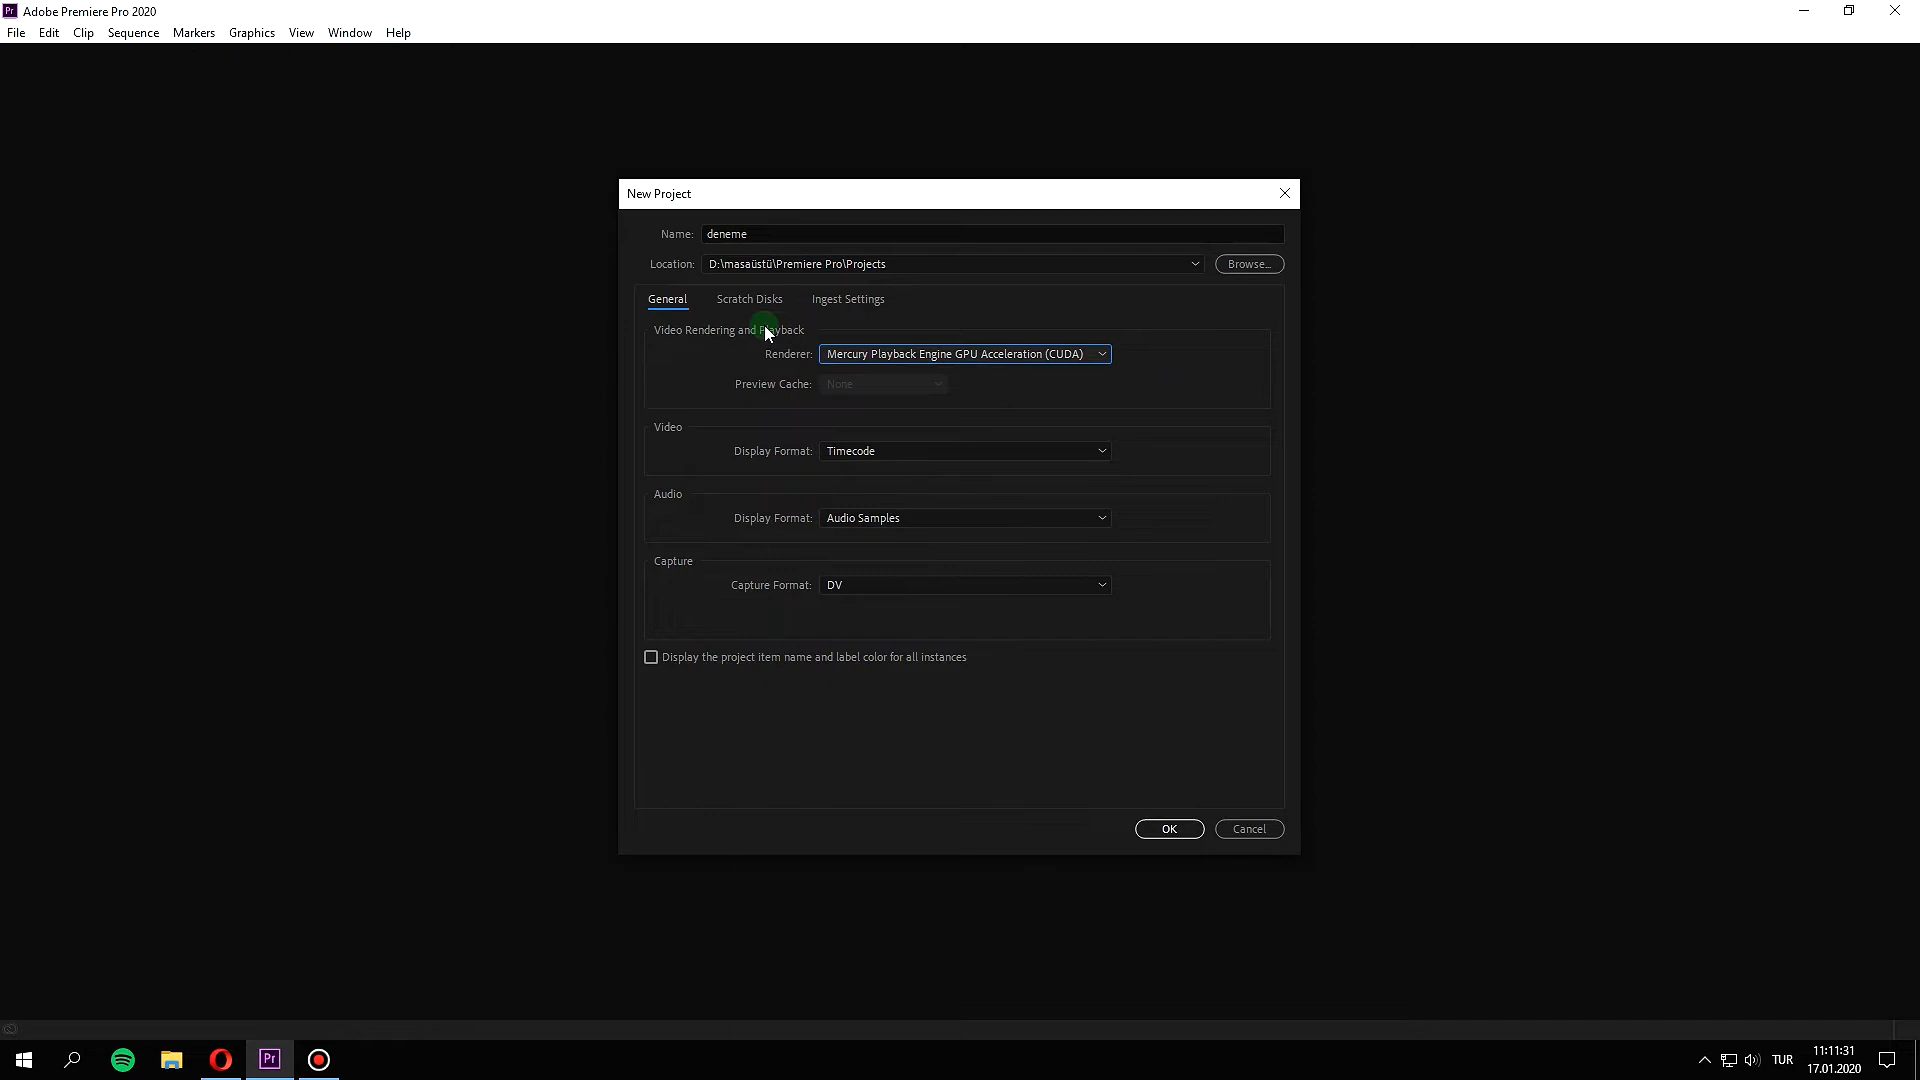 Pr Adobe Premiere Pro 2020
File Edit Clip Sequence Markers Graphics View Window Help
New Project
Name: deneme
Location: D:\masaüstü\Premiere Pro\Projects Browse...
General Scratch Disks Ingest Settings
Video Rendering and Playback
Renderer: Mercury Playback Engine GPU Acceleration (CUDA)
Preview Cache: None
Video
Display Format: Timecode
Audio
Display Format: Audio Samples
Capture
Capture Format: DV
Display the project item name and label color for all instances
OK Cancel
Pr TUR 11:11:31
17.01.2020